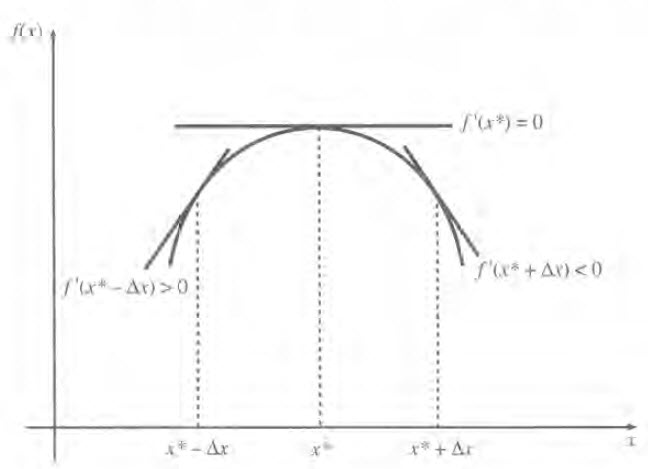 f(x)
f'(x*) = 0
f'(x* – Δx) > 0
f'(x* + Δx) < 0
x* – Δx
x*
x* + Δx
x